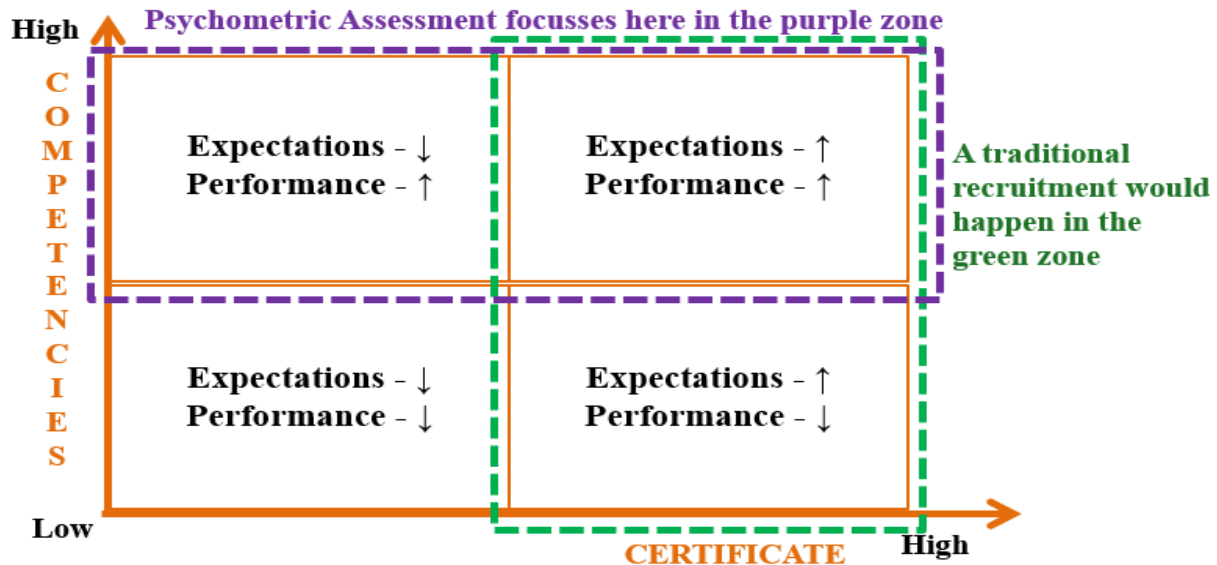 Psychometric Assessment focusses here in the purple zone
High
C
O
M
P
E
T
E
N
C
I
E
S
Expectations - ↓
Performance - ↑
Expectations - ↑
Performance - ↑
A traditional
recruitment would
happen in the
green zone
Expectations - ↓
Performance - ↓
Expectations - ↑
Performance - ↓
Low
CERTIFICATE
High